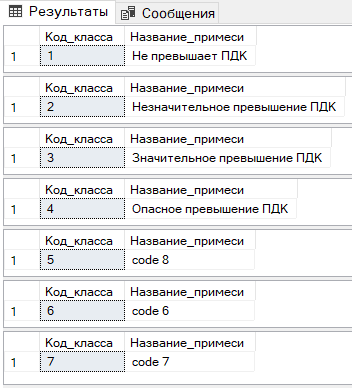 Результаты Сообщения
Код_класса Название_примеси
1 1 Не превышает ПДК
Код_класса Название_примеси
1 2 Незначительное превышение ПДК
Код_класса Название_примеси
1 3 Значительное превышение ПДК
Код_класса Название_примеси
1 4 Опасное превышение ПДК
Код_класса Название_примеси
1 5 code 8
Код_класса Название_примеси
1 6 code 6
Код_класса Название_примеси
1 7 code 7